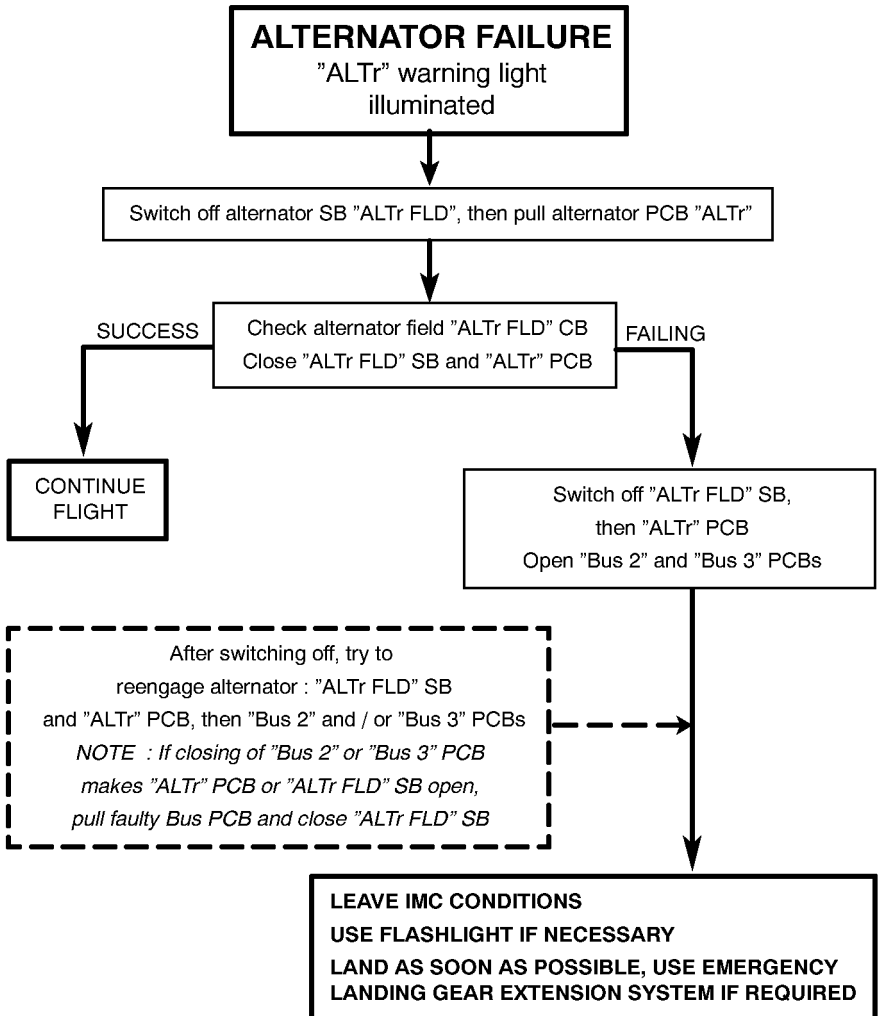 ALTERNATOR FAILURE
”ALTr” warning light
illuminated
Switch off alternator SB ”ALTr FLD”, then pull alternator PCB ”ALTr”
SUCCESS
Check alternator field ”ALTr FLD” CB
Close ”ALTr FLD” SB and ”ALTr” PCB
FAILING
CONTINUE
FLIGHT
Switch off ”ALTr FLD” SB,
then ”ALTr” PCB
Open ”Bus 2” and ”Bus 3” PCBs
After switching off, try to
reengage alternator : ”ALTr FLD” SB
and ”ALTr” PCB, then ”Bus 2” and / or ”Bus 3” PCBs
NOTE : If closing of ”Bus 2” or ”Bus 3” PCB
makes ”ALTr” PCB or ”ALTr FLD” SB open,
pull faulty Bus PCB and close ”ALTr FLD” SB
LEAVE IMC CONDITIONS
USE FLASHLIGHT IF NECESSARY
LAND AS SOON AS POSSIBLE, USE EMERGENCY
LANDING GEAR EXTENSION SYSTEM IF REQUIRED